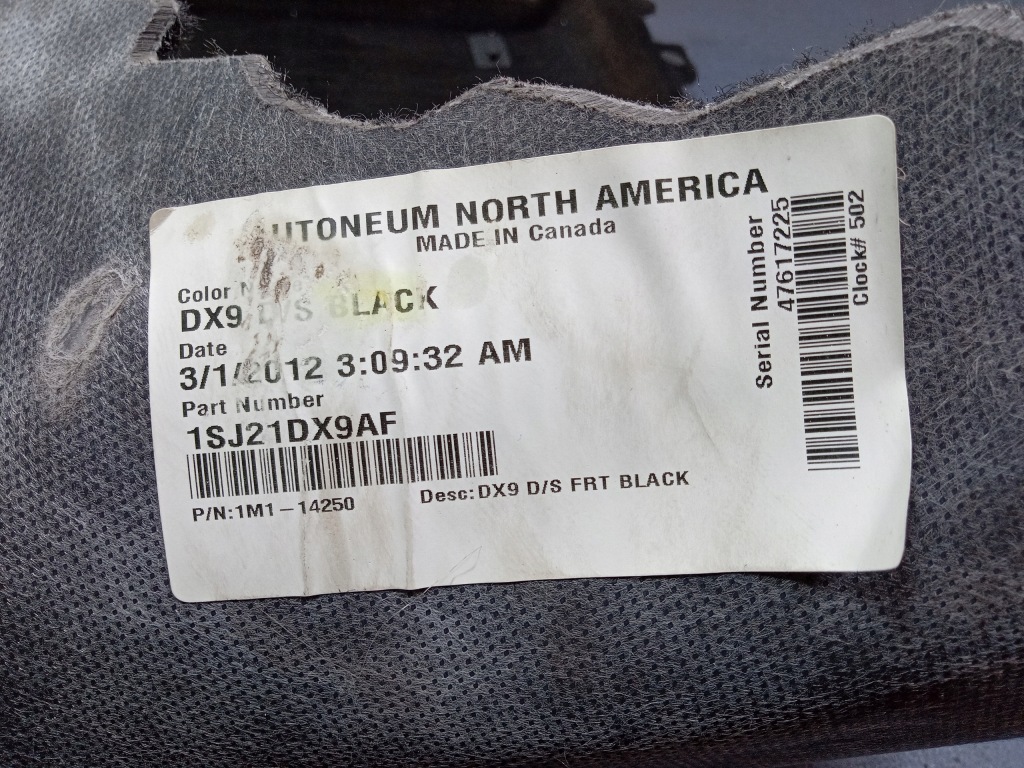 AUTONEUM NORTH AMERICA
MADE IN Canada
Color
DX9 D/S BLACK
Date
3/1/2012 3:09:32 AM
Part Number
1SJ21DX9AF
P/N:1M1-14250
Desc:DX9 D/S FRT BLACK
Serial Number
47617225
Clock# 502